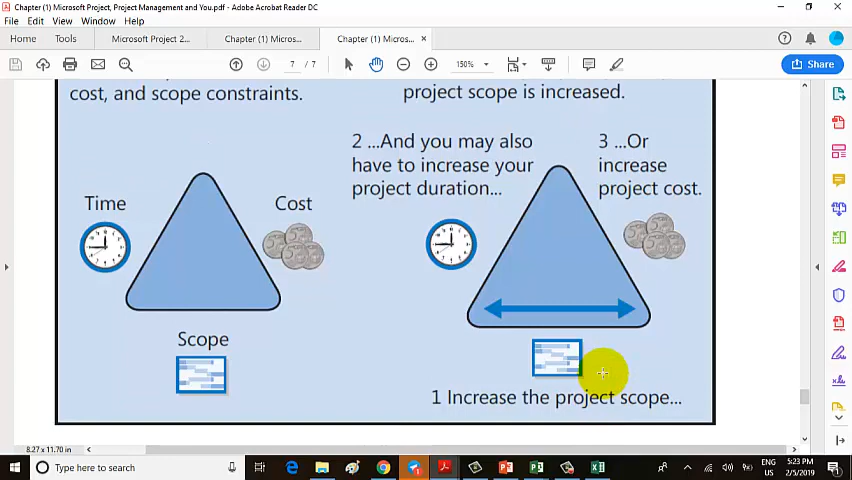 Chapter (1) Microsoft Project, Project Management and You.pdf - Adobe Acrobat Reader DC
File Edit View Window Help
Home Tools Microsoft Project 2... Chapter (1) Micros... Chapter (1) Micros... ×
Share
7 / 7 150%
cost, and scope constraints.
project scope is increased.
2 ...And you may also
have to increase your
project duration...
3 ...Or
increase
project cost.
Time
Cost
Scope
1 Increase the project scope...
8.27 x 11.70 in
Type here to search
ENG
US
5:23 PM
2/5/2019